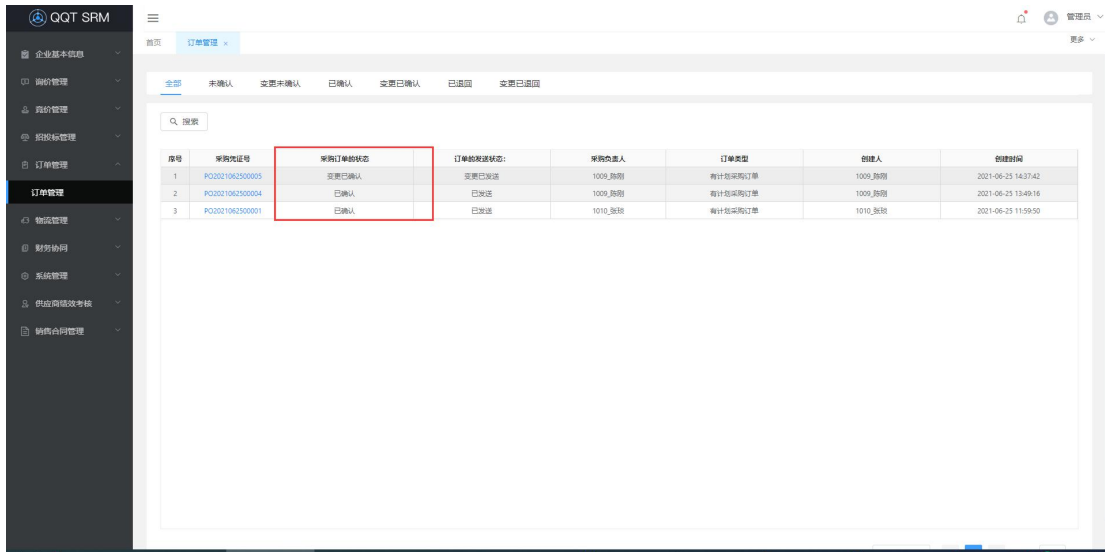 QQT SRM
管理员
首页 订单管理 ×
更多
企业基本信息
询价管理
竞价管理
招投标管理
订单管理
订单管理
物流管理
财务协同
系统管理
供应商绩效考核
销售合同管理
全部 未确认 变更未确认 已确认 变更已确认 已退回 变更已退回
搜索
序号 采购凭证号 采购订单的状态 订单的发送状态: 采购负责人 订单类型 创建人 创建时间
1 PO2021062500005 变更已确认 变更已发送 1009_陈刚 有计划采购订单 1009_陈刚 2021-06-25 14:37:42
2 PO2021062500004 已确认 已发送 1009_陈刚 有计划采购订单 1009_陈刚 2021-06-25 13:49:16
3 PO2021062500001 已确认 已发送 1010_张琼 有计划采购订单 1010_张琼 2021-06-25 11:59:50